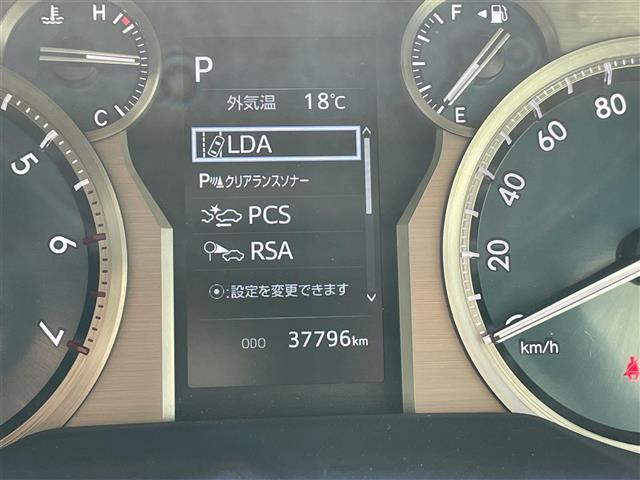 H
C
F
E
P
外気温 18℃
LDA
P クリアランスソナー
PCS
RSA
:設定を変更できます
ODO 37796km
5
6
7
80
60
40
20
0
km/h